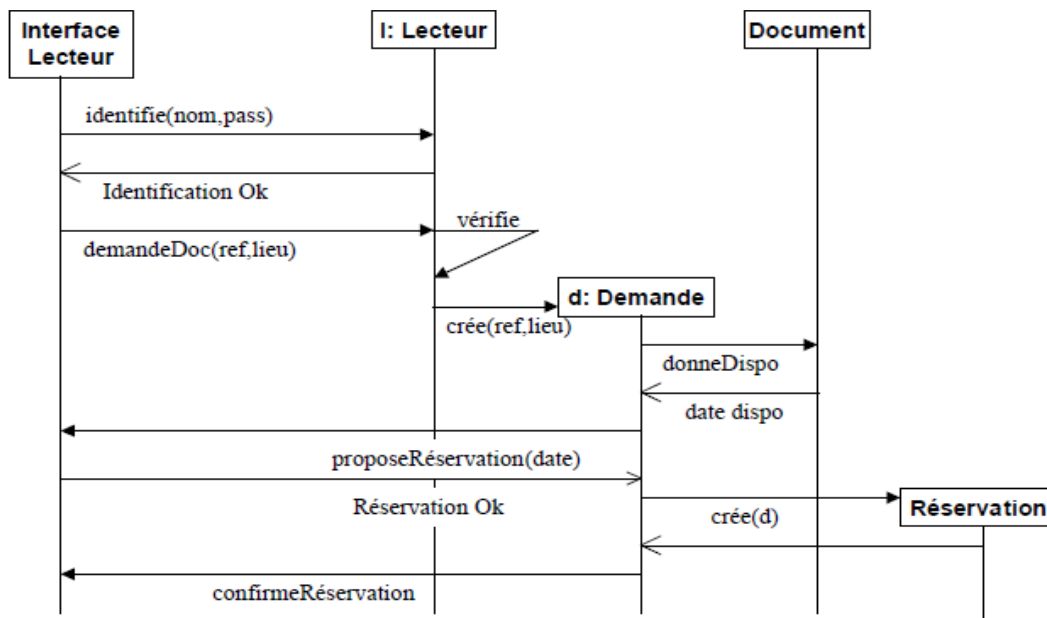 Interface
Lecteur
l: Lecteur
Document
identifie(nom,pass)
Identification Ok
vérifie
demandeDoc(ref,lieu)
d: Demande
crée(ref,lieu)
donneDispo
date dispo
proposeRéservation(date)
Réservation Ok
Réservation
crée(d)
confirmeRéservation